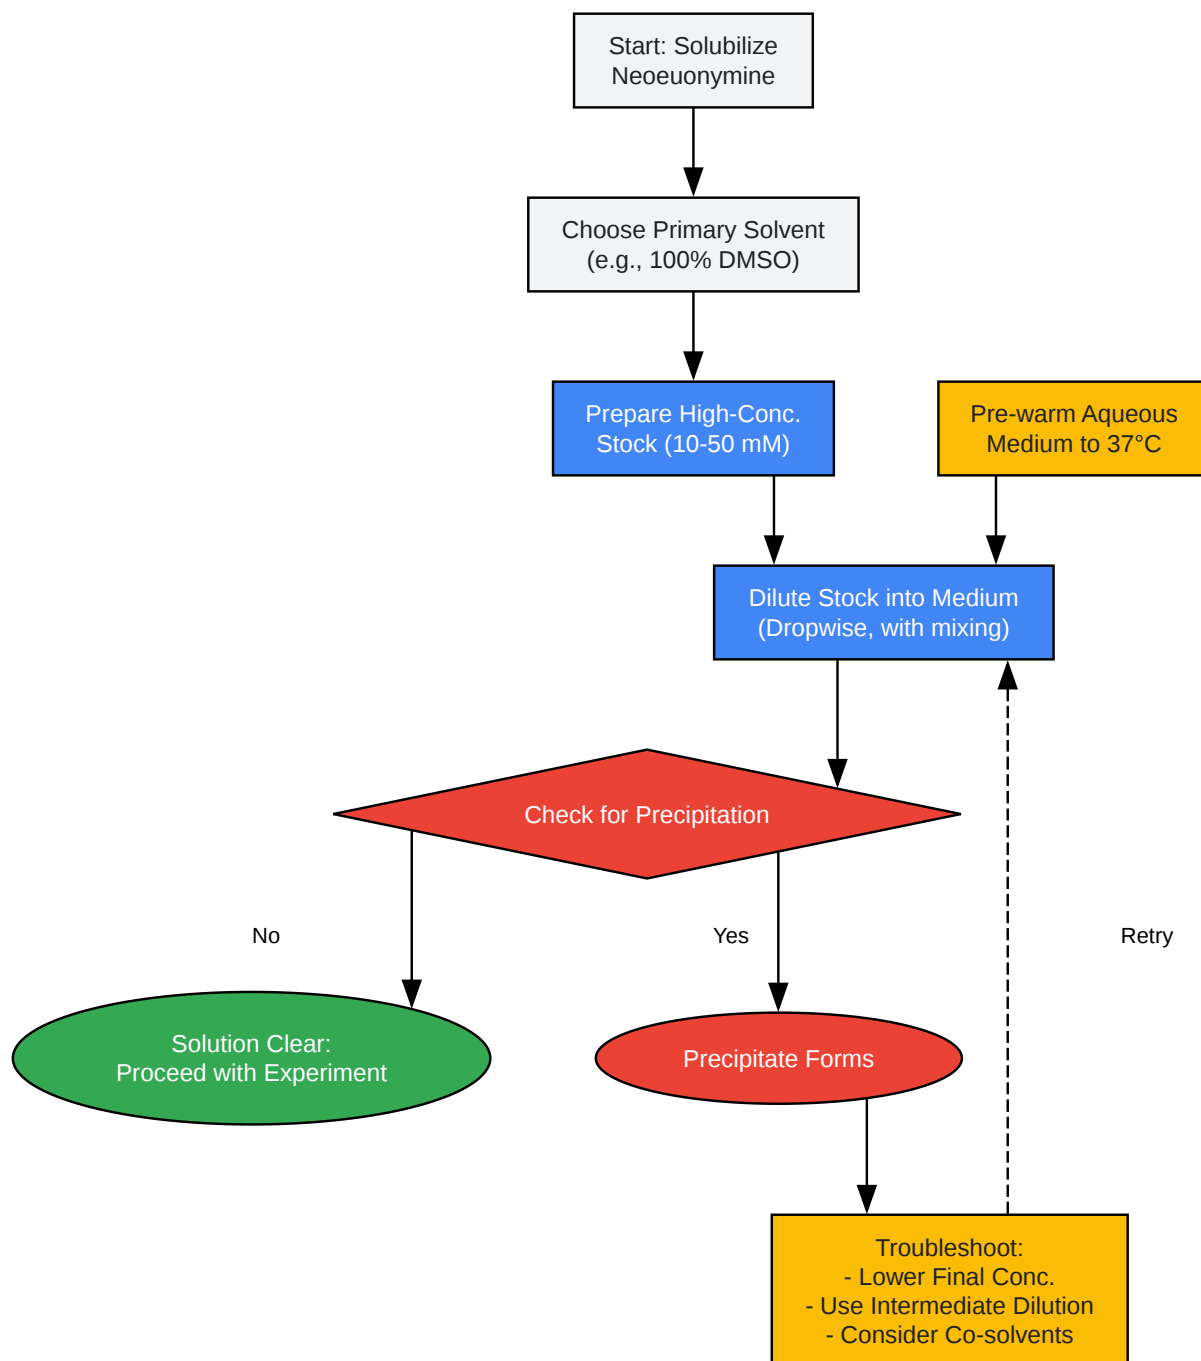 Start: Solubilize
Neoeuonymine
Choose Primary Solvent
(e.g., 100% DMSO)
Prepare High-Conc.
Stock (10-50 mM)
Pre-warm Aqueous
Medium to 37°C
Dilute Stock into Medium
(Dropwise, with mixing)
Check for Precipitation
No
Yes
Retry
Solution Clear:
Proceed with Experiment
Precipitate Forms
Troubleshoot:
- Lower Final Conc.
- Use Intermediate Dilution
- Consider Co-solvents